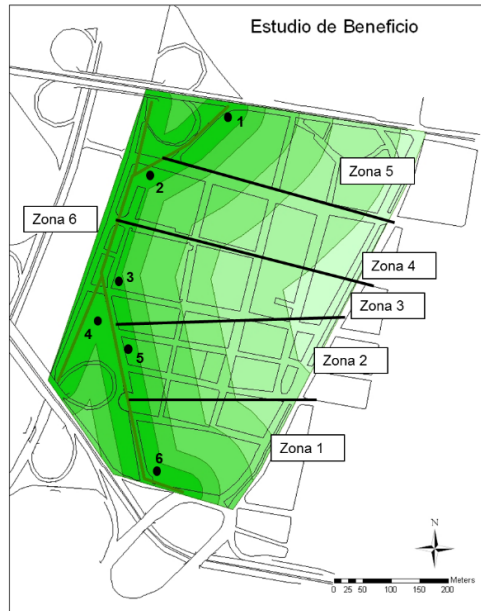 Estudio de Beneficio
1
Zona 5
2
Zona 6
Zona 4
3
Zona 3
4
5
Zona 2
Zona 1
6
N
Meters
0 25 50 100 150 200